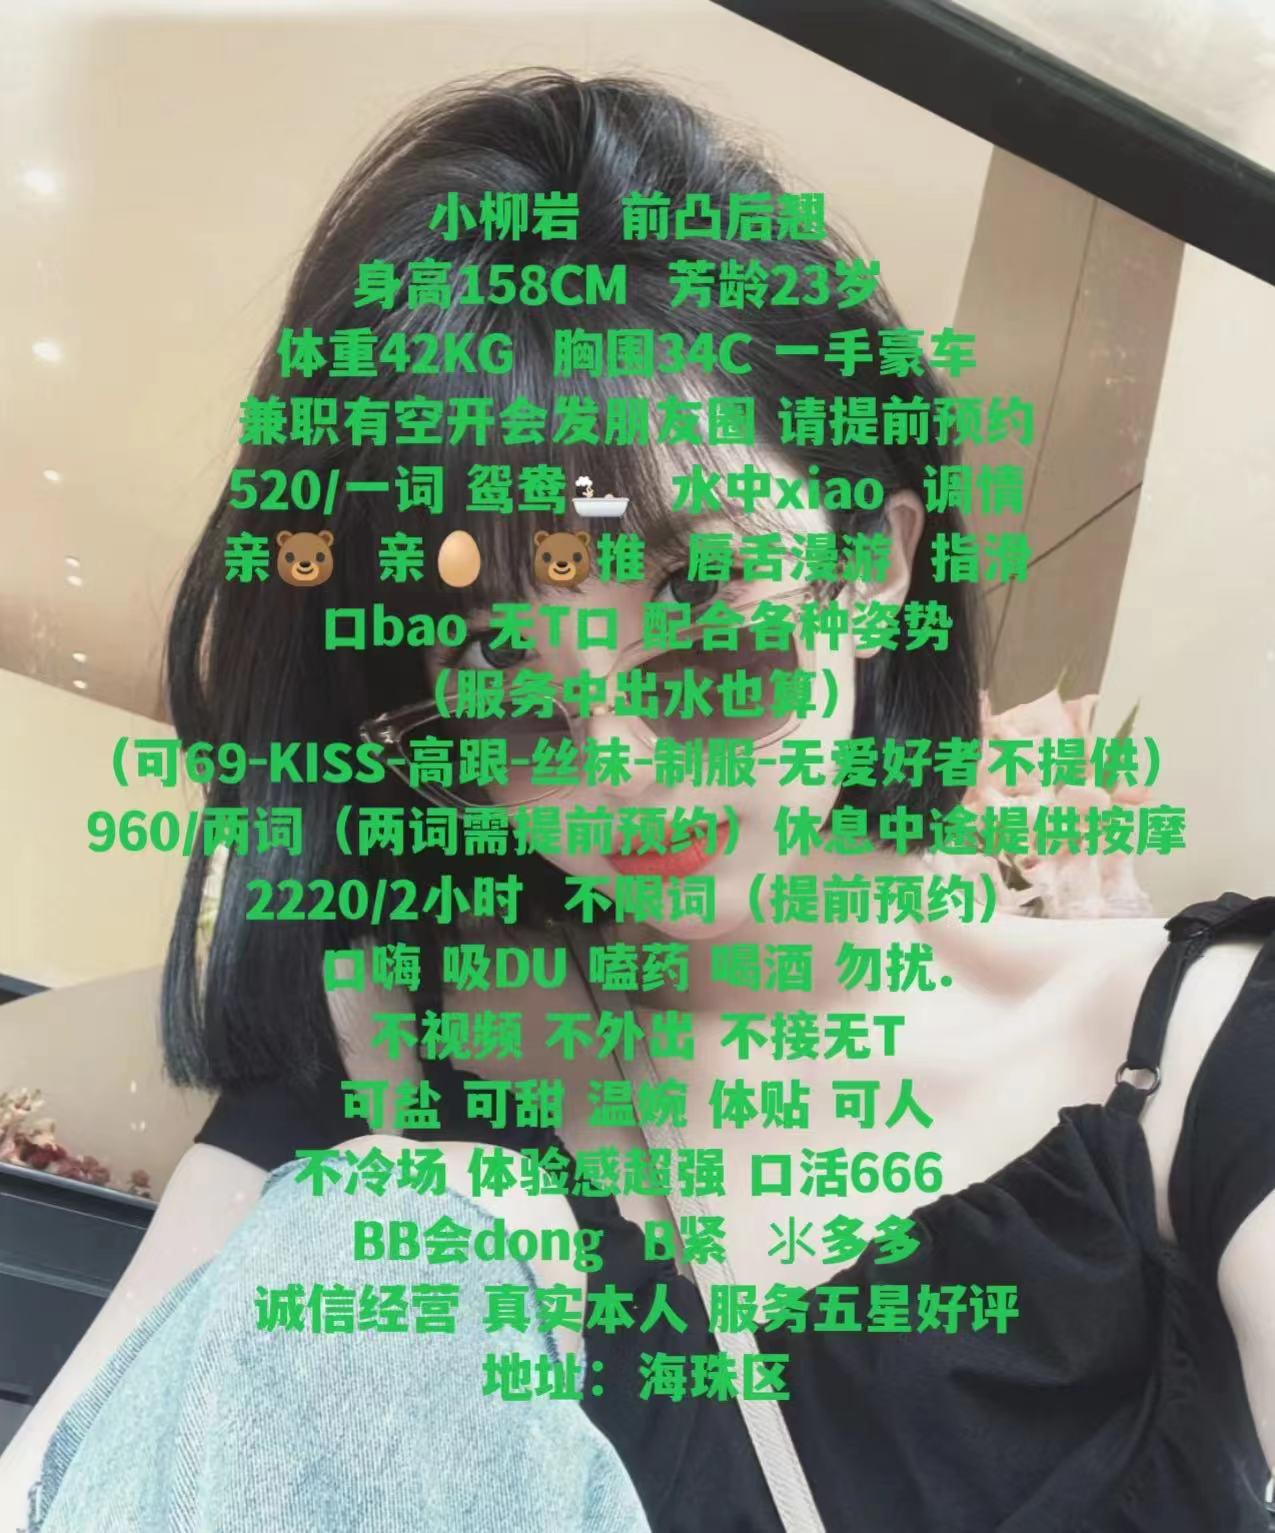 小柳岩 前凸后翘
身高158CM 芳龄23岁
体重42KG 胸围34C 一手豪车
兼职有空开会发朋友圈 请提前预约
520/一词 鸳鸯🛀 水中xiao 调情
亲🐻 亲🥚 🐻推 唇舌漫游 指滑
口bao 无T口 配合各种姿势
（服务中出水也算）
（可69-KISS-高跟-丝袜-制服-无爱好者不提供）
960/两词（两词需提前预约）休息中途提供按摩
2220/2小时 不限词（提前预约）
口嗨 吸DU 嗑药 喝酒 勿扰.
不视频 不外出 不接无T
可盐 可甜 温婉 体贴 可人
不冷场 体验感超强 口活666
BB会dong B紧 氺多多
诚信经营 真实本人 服务五星好评
地址：海珠区